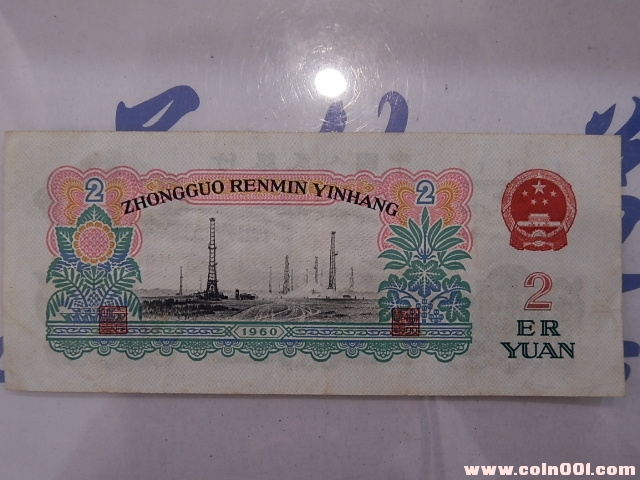 2
2
ZHONGGUO RENMIN YINHANG
1960
2
ER
YUAN
www.coin001.com